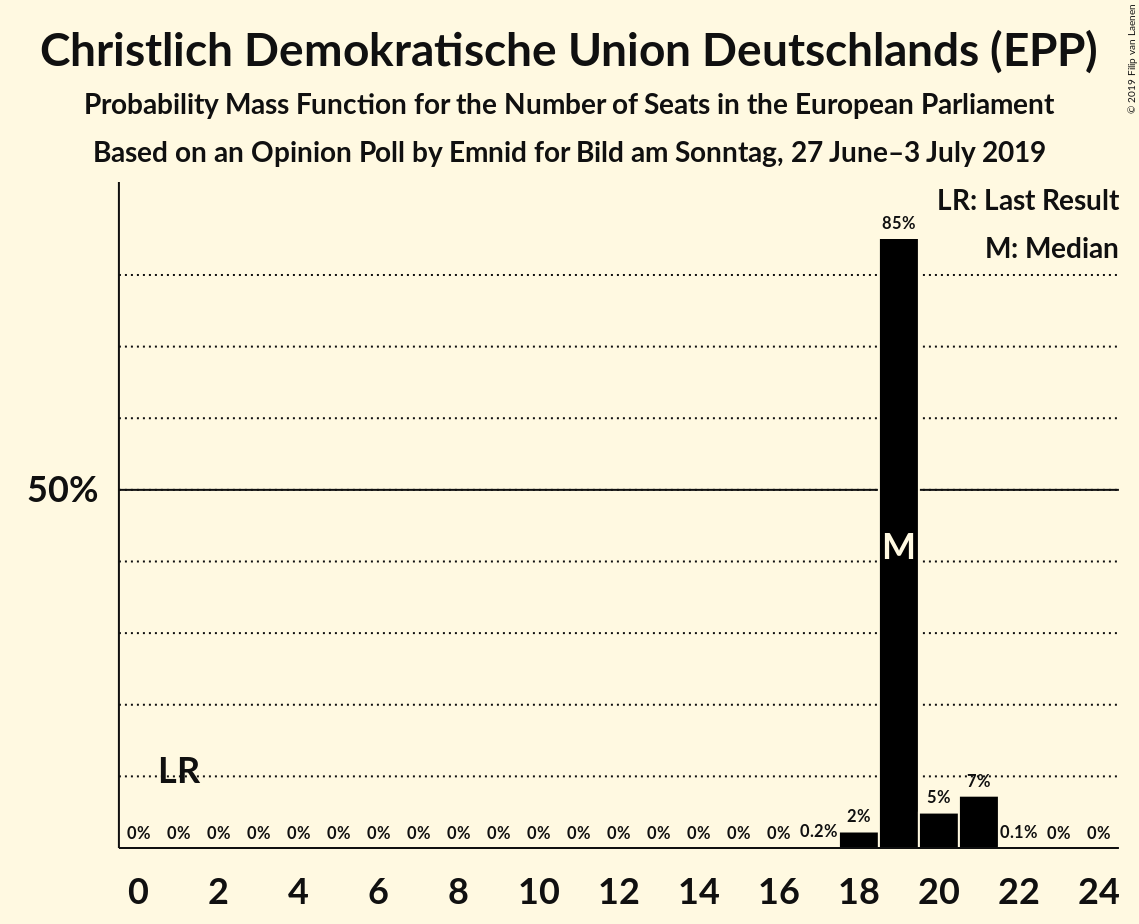 Christlich Demokratische Union Deutschlands (EPP)
Probability Mass Function for the Number of Seats in the European Parliament
Based on an Opinion Poll by Emnid for Bild am Sonntag, 27 June–3 July 2019
© 2019 Filip van Laenen
LR: Last Result
M: Median
85%
50%
M
LR
0% 0% 0% 0% 0% 0% 0% 0% 0% 0% 0% 0% 0% 0% 0% 0% 0% 0.2% 2% 5% 7% 0.1% 0% 0%
0 2 4 6 8 10 12 14 16 18 20 22 24